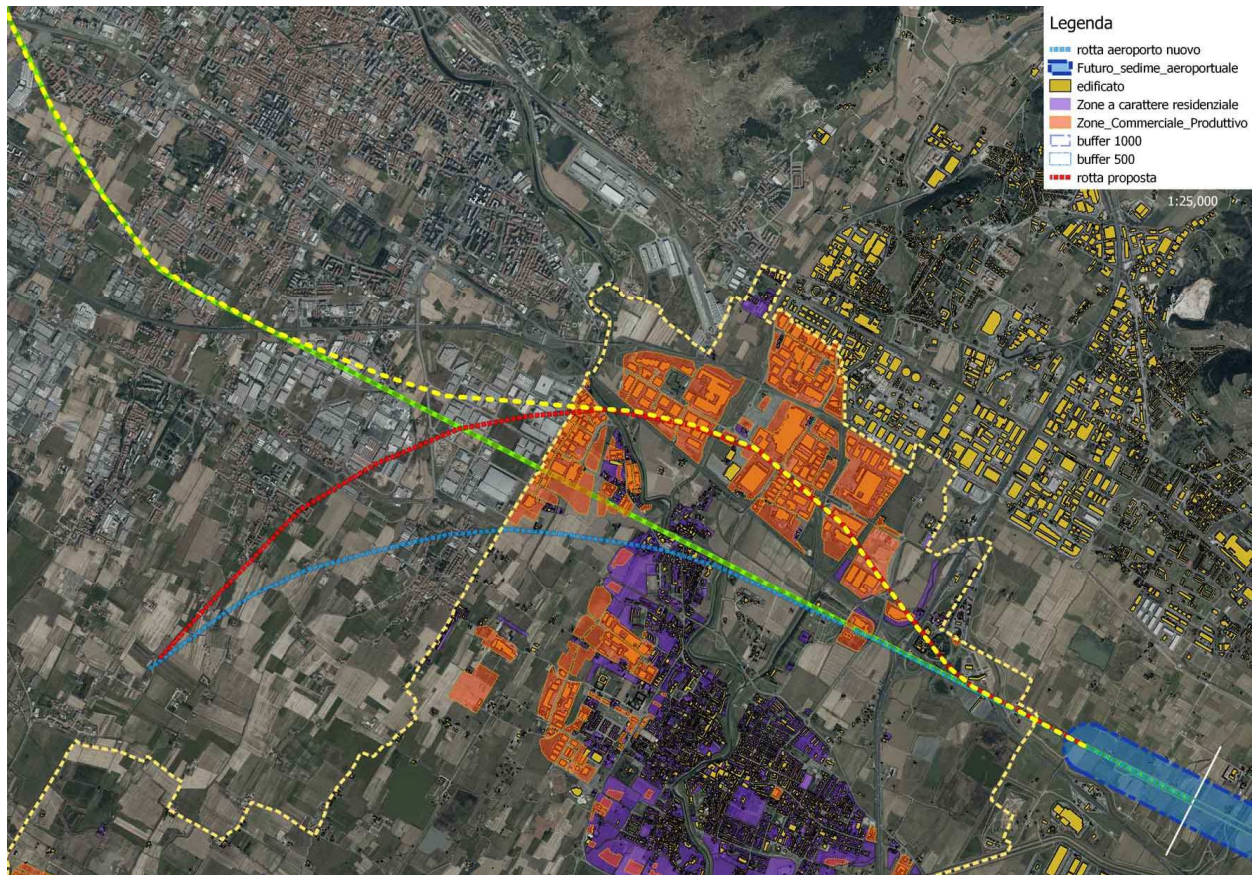 Legenda
rotta aeroporto nuovo
Futuro_sedime_aeroportuale
edificato
Zone a carattere residenziale
Zone_Commerciale_Produttivo
buffer 1000
buffer 500
rotta proposta
1:25,000